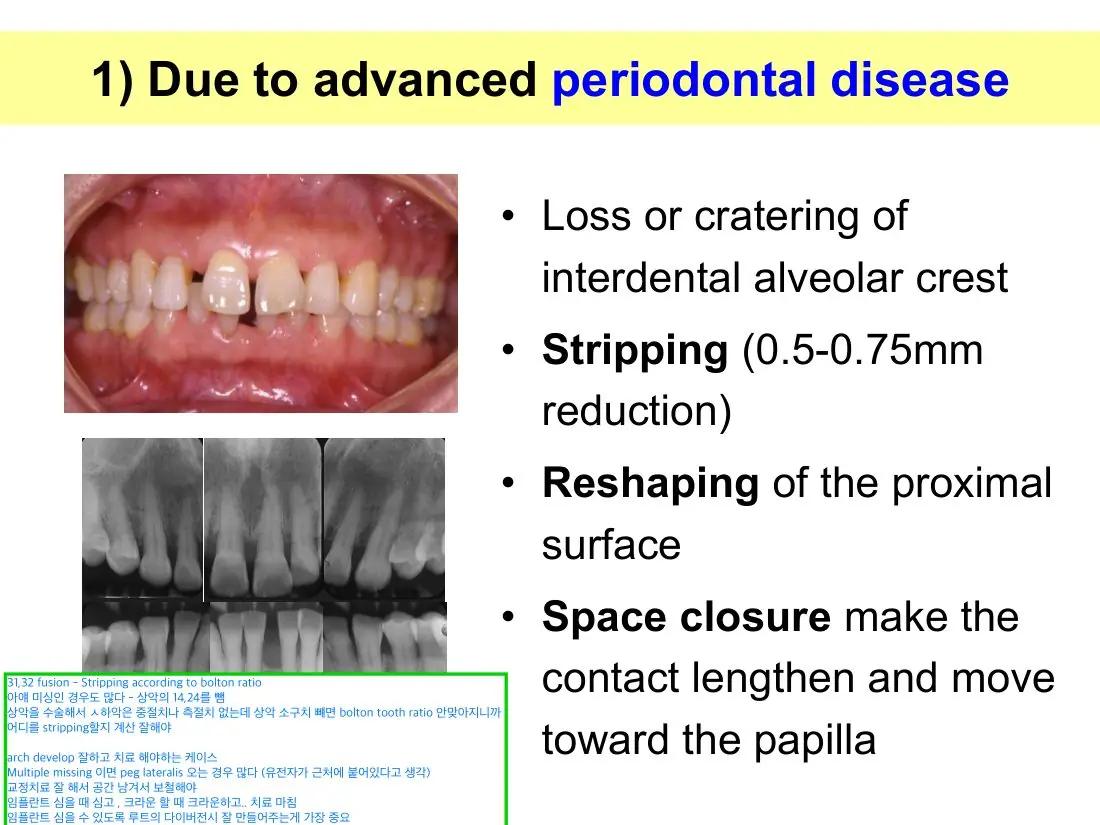 1) Due to advanced periodontal disease
• Loss or cratering of
interdental alveolar crest
• Stripping (0.5-0.75mm
reduction)
• Reshaping of the proximal
surface
• Space closure make the
contact lengthen and move
toward the papilla
31,32 fusion - Stripping according to bolton ratio
아애 미싱인 경우도 많다 - 상악의 14,24를 뺌
상악을 수술해서 ㅅ하악은 중절치나 측절치 없는데 상악 소구치 빼면 bolton tooth ratio 안맞아지니까
어디를 stripping할지 계산 잘해야
arch develop 잘하고 치료 해야하는 케이스
Multiple missing 이면 peg lateralis 오는 경우 많다 (유전자가 근처에 붙어있다고 생각)
교정치료 잘 해서 공간 남겨서 보철해야
임플란트 심을 때 심고 , 크라운 할 때 크라운하고.. 치료 마침
임플란트 심을 수 있도록 루트의 다이버전시 잘 만들어주는게 가장 중요